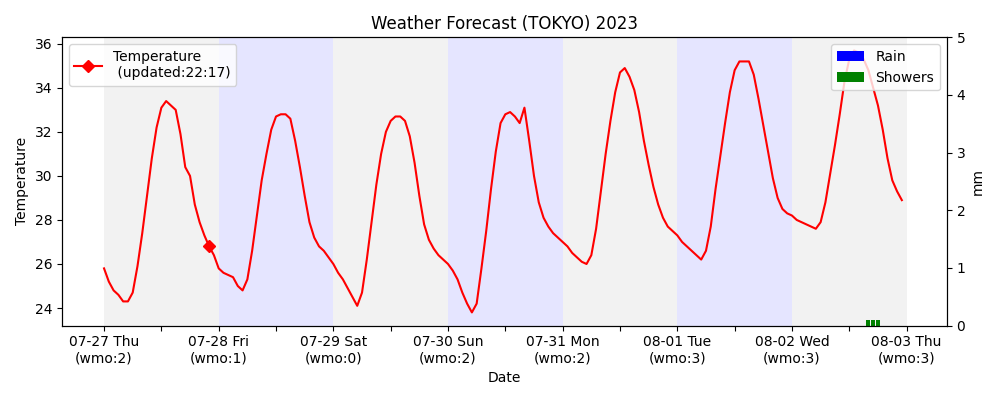 Weather Forecast (TOKYO) 2023
Temperature
(updated:22:17)
Rain
Showers
Temperature
36
34
32
30
28
26
24
5
4
3
2
1
0
mm
07-27 Thu
(wmo:2)
07-28 Fri
(wmo:1)
07-29 Sat
(wmo:0)
07-30 Sun
(wmo:2)
07-31 Mon
(wmo:2)
08-01 Tue
(wmo:3)
08-02 Wed
(wmo:3)
08-03 Thu
(wmo:3)
Date